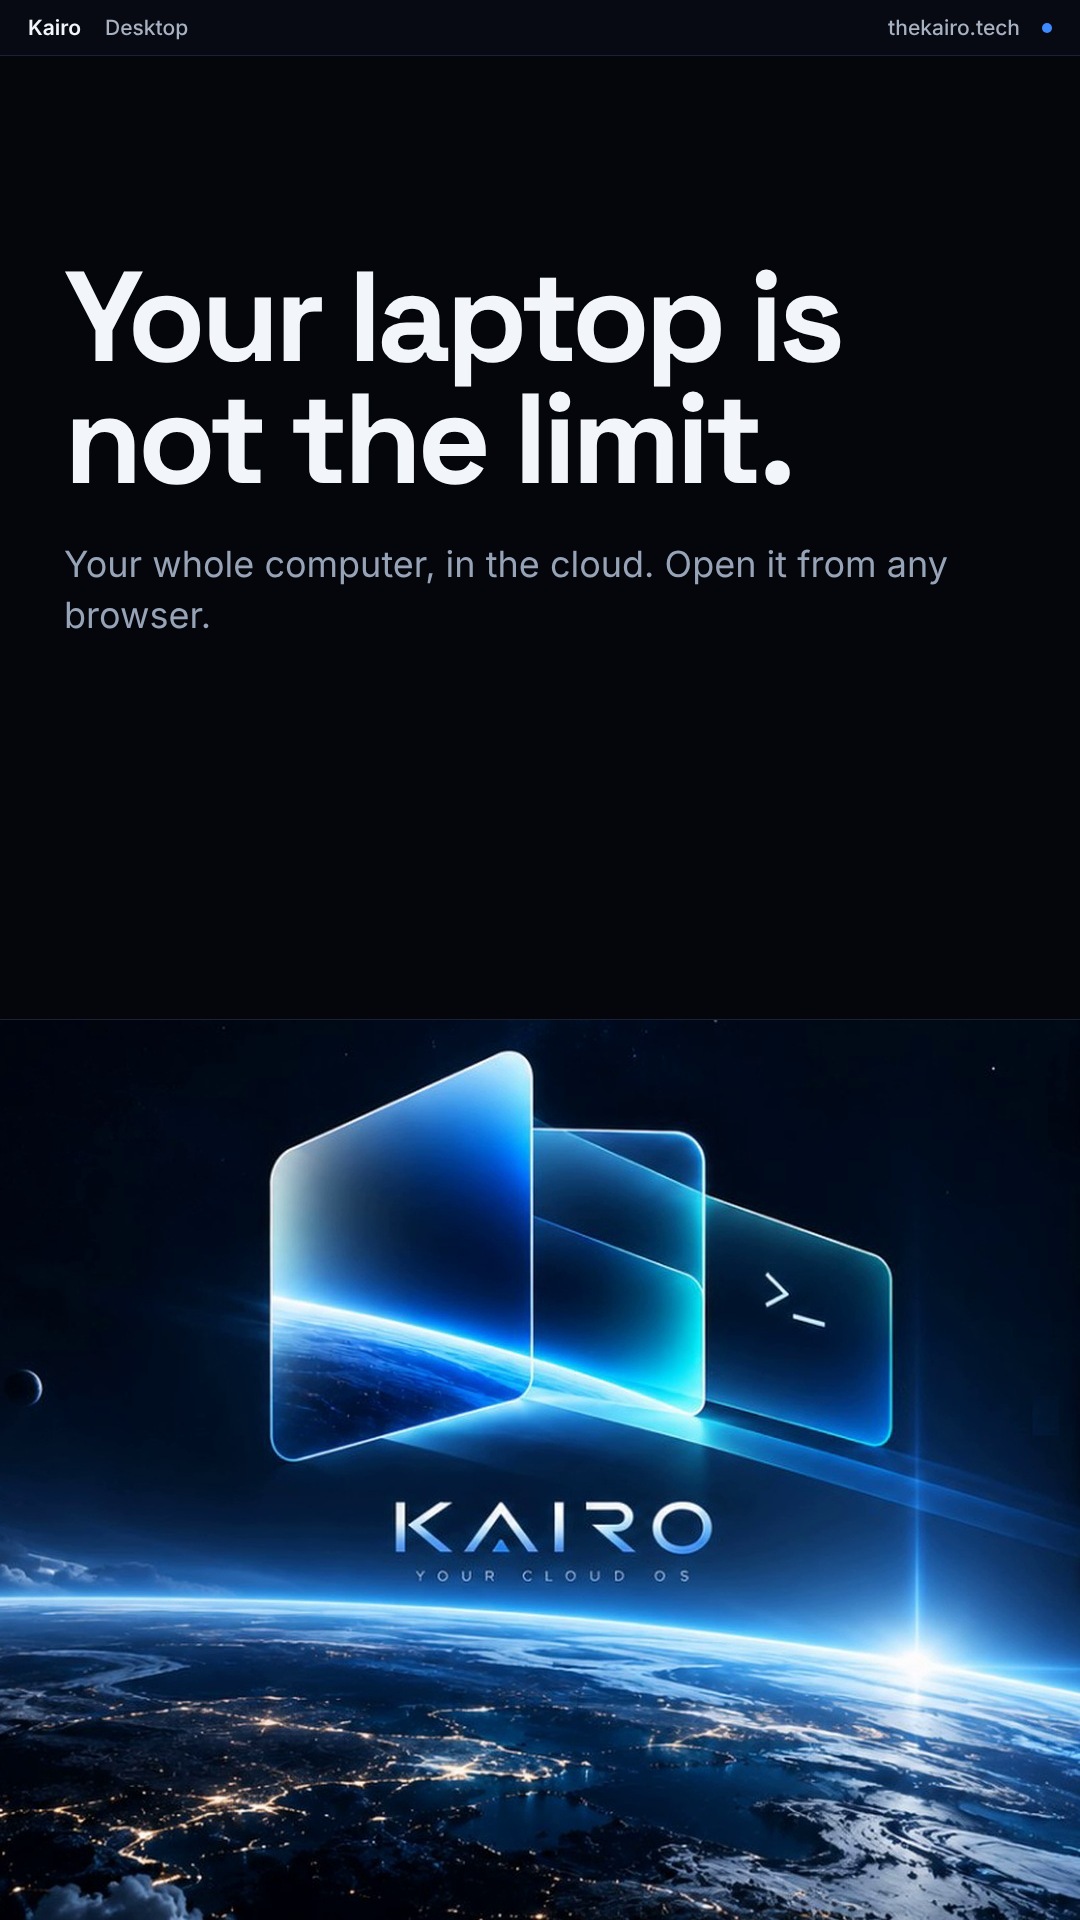 Kairo Desktop thekairo.tech
Your laptop is
not the limit.
Your whole computer, in the cloud. Open it from any
browser.
>_
KAIRO
YOUR CLOUD OS